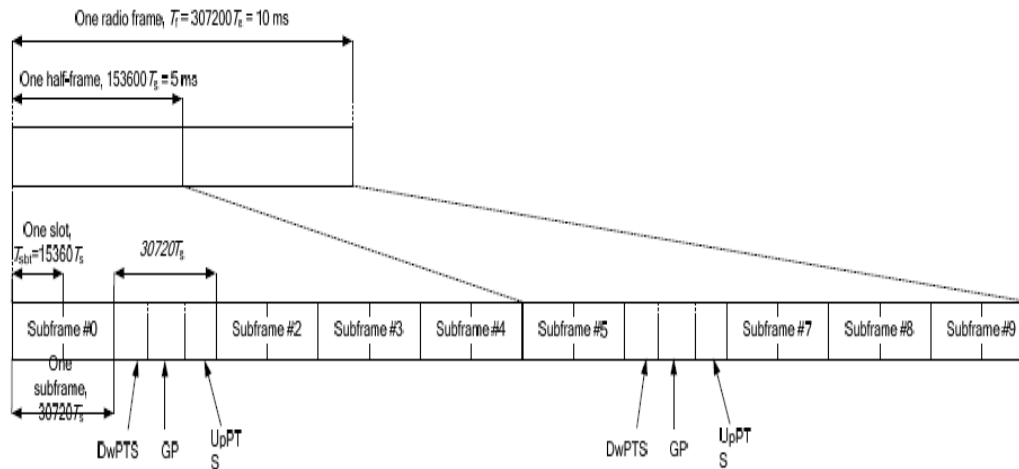 One radio frame, Tf = 307200Ts = 10 ms
One half-frame, 153600Ts = 5 ms
One slot,
Tslot=15360Ts
30720Ts
Subframe #0
Subframe #2
Subframe #3
Subframe #4
Subframe #5
Subframe #7
Subframe #8
Subframe #9
One
subframe,
30720Ts
DwPTS
GP
UpPT
S
DwPTS
GP
UpPT
S